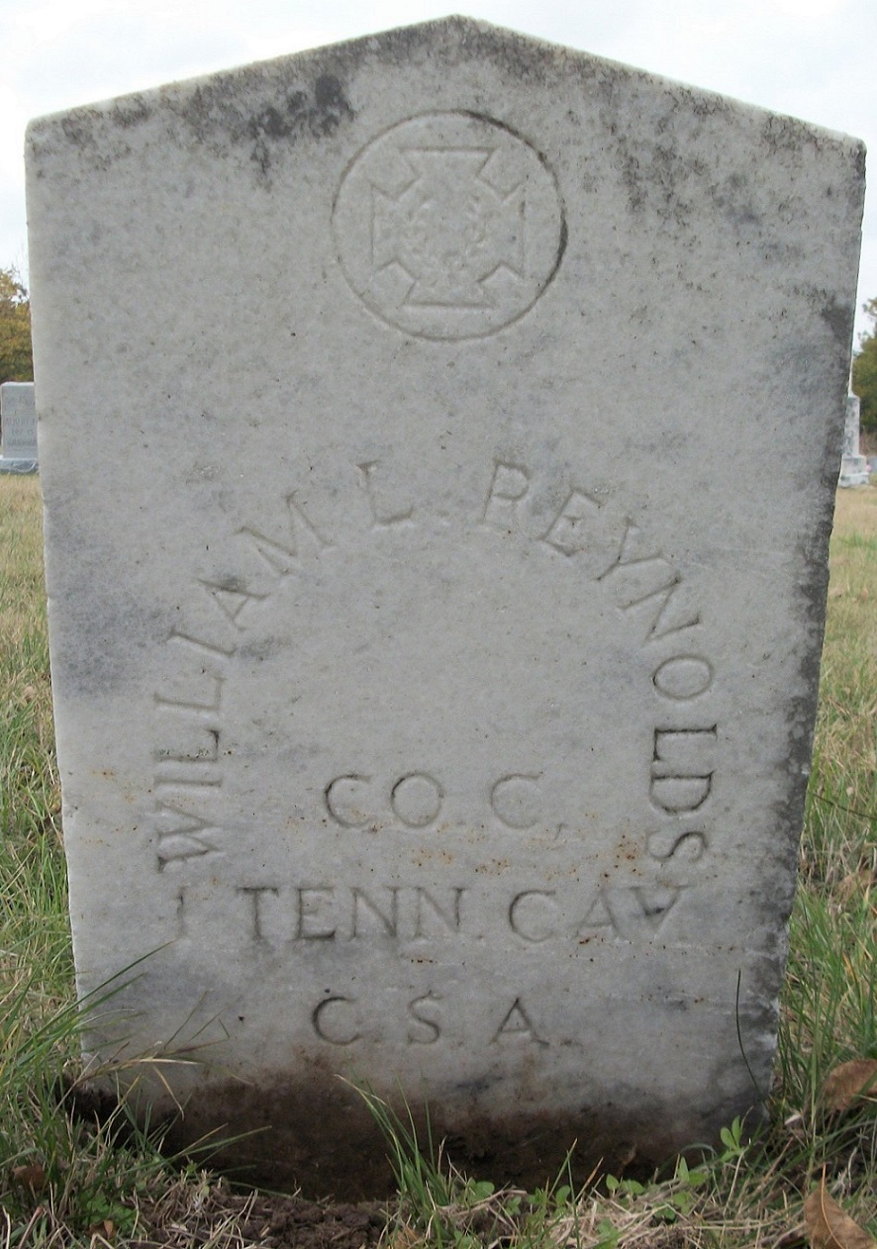 WILLIAM L. REYNOLDS
CO. C,
1 TENN. CAV.
C.S.A.